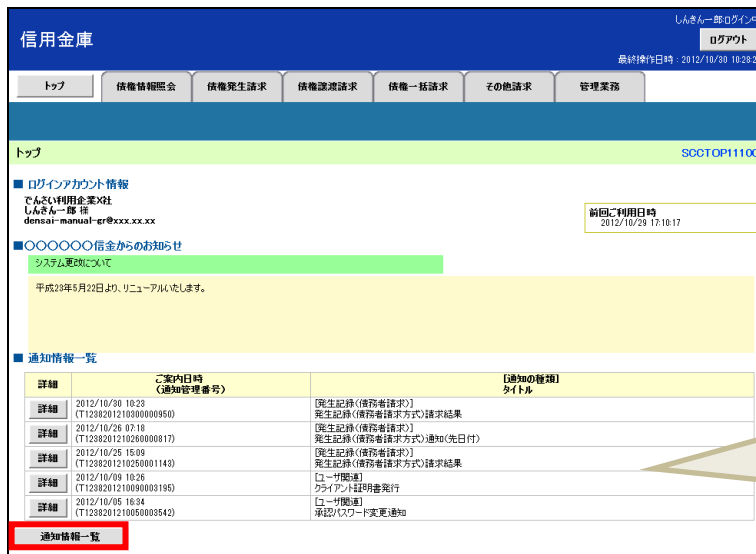 しんきん一郎:ログイン中
信用金庫
ログアウト
最終操作日時：2012/10/30 10:28:2
トップ 債権情報照会 債権発生請求 債権譲渡請求 債権一括請求 その他請求 管理業務
トップ SCCTOP11100
■ ログインアカウント情報
でんさい利用企業X社
しんきん一郎 様
densai-manual-gr@xxx.xx.xx
前回ご利用日時
2012/10/29 17:10:17
■〇〇〇〇〇〇信金からのお知らせ
システム更改について
平成23年5月22日より、リニューアルいたします。
■ 通知情報一覧
詳細 ご案内日時 [通知の種類]
(通知管理番号) タイトル
詳細 2012/10/30 10:23 [発生記録(債務者請求)]
(T1238201210300000950) 発生記録(債務者請求方式)請求結果
詳細 2012/10/26 07:18 [発生記録(債務者請求)]
(T1238201210260000817) 発生記録(債務者請求方式)通知(先日付)
詳細 2012/10/25 15:09 [発生記録(債務者請求)]
(T1238201210250001143) 発生記録(債務者請求方式)請求結果
詳細 2012/10/09 10:26 [ユーザ関連]
(T1238201210090003195) クライアント証明書発行
詳細 2012/10/05 16:34 [ユーザ関連]
(T1238201210050003542) 承認パスワード変更通知
通知情報一覧